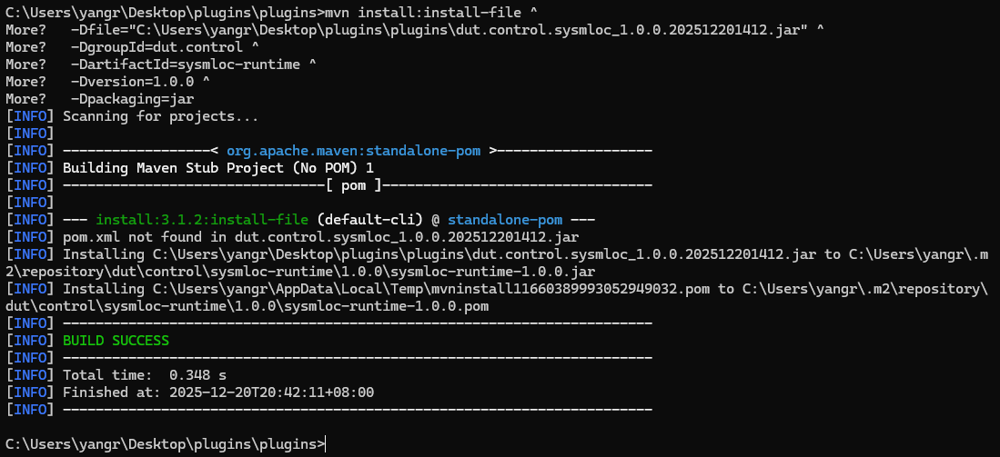 C:\Users\yangr\Desktop\plugins\plugins>mvn install:install-file ^
More?   -Dfile="C:\Users\yangr\Desktop\plugins\plugins\dut.control.sysmloc_1.0.0.202512201412.jar" ^
More?   -DgroupId=dut.control ^
More?   -DartifactId=sysmloc-runtime ^
More?   -Dversion=1.0.0 ^
More?   -Dpackaging=jar
[INFO] Scanning for projects...
[INFO]
[INFO] ------------------< org.apache.maven:standalone-pom >-------------------
[INFO] Building Maven Stub Project (No POM) 1
[INFO] --------------------------------[ pom ]---------------------------------
[INFO]
[INFO] --- install:3.1.2:install-file (default-cli) @ standalone-pom ---
[INFO] pom.xml not found in dut.control.sysmloc_1.0.0.202512201412.jar
[INFO] Installing C:\Users\yangr\Desktop\plugins\plugins\dut.control.sysmloc_1.0.0.202512201412.jar to C:\Users\yangr\.m
2\repository\dut\control\sysmloc-runtime\1.0.0\sysmloc-runtime-1.0.0.jar
[INFO] Installing C:\Users\yangr\AppData\Local\Temp\mvninstall11660389993052949032.pom to C:\Users\yangr\.m2\repository\
dut\control\sysmloc-runtime\1.0.0\sysmloc-runtime-1.0.0.pom
[INFO] ------------------------------------------------------------------------
[INFO] BUILD SUCCESS
[INFO] ------------------------------------------------------------------------
[INFO] Total time:  0.348 s
[INFO] Finished at: 2025-12-20T20:42:11+08:00
[INFO] ------------------------------------------------------------------------
C:\Users\yangr\Desktop\plugins\plugins>